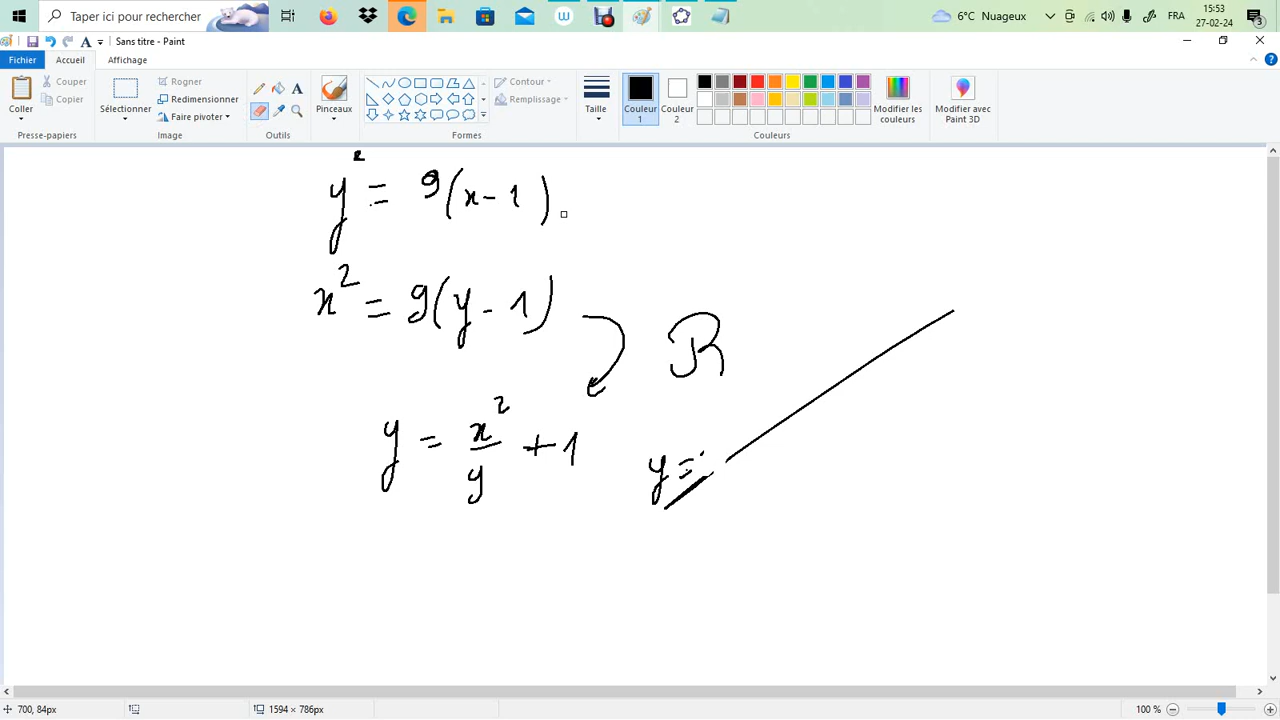 Taper ici pour rechercher
6°C Nuageux
FRA
15:53
27-02-24
3
Sans titre - Paint
Fichier
Accueil
Affichage
Coller
Couper
Copier
Presse-papiers
Sélectionner
Rogner
Redimensionner
Faire pivoter
Image
A
Outils
Pinceaux
Formes
Contour
Remplissage
Taille
Couleur 1
Couleur 2
Modifier les couleurs
Couleurs
Modifier avec Paint 3D
y² = 9(x-1)
x² = 9(y-1)
R
y = x²/9 + 1
y =
700, 84px
1594 × 786px
100 %